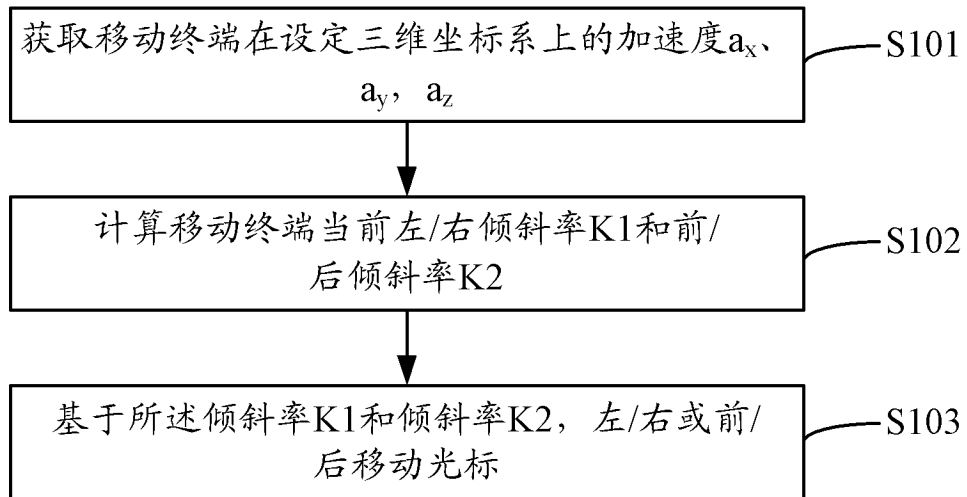 获取移动终端在设定三维坐标系上的加速度aₓ、
a_y，a_z
S101
计算移动终端当前左/右倾斜率K1和前/
后倾斜率K2
S102
基于所述倾斜率K1和倾斜率K2，左/右或前/
后移动光标
S103